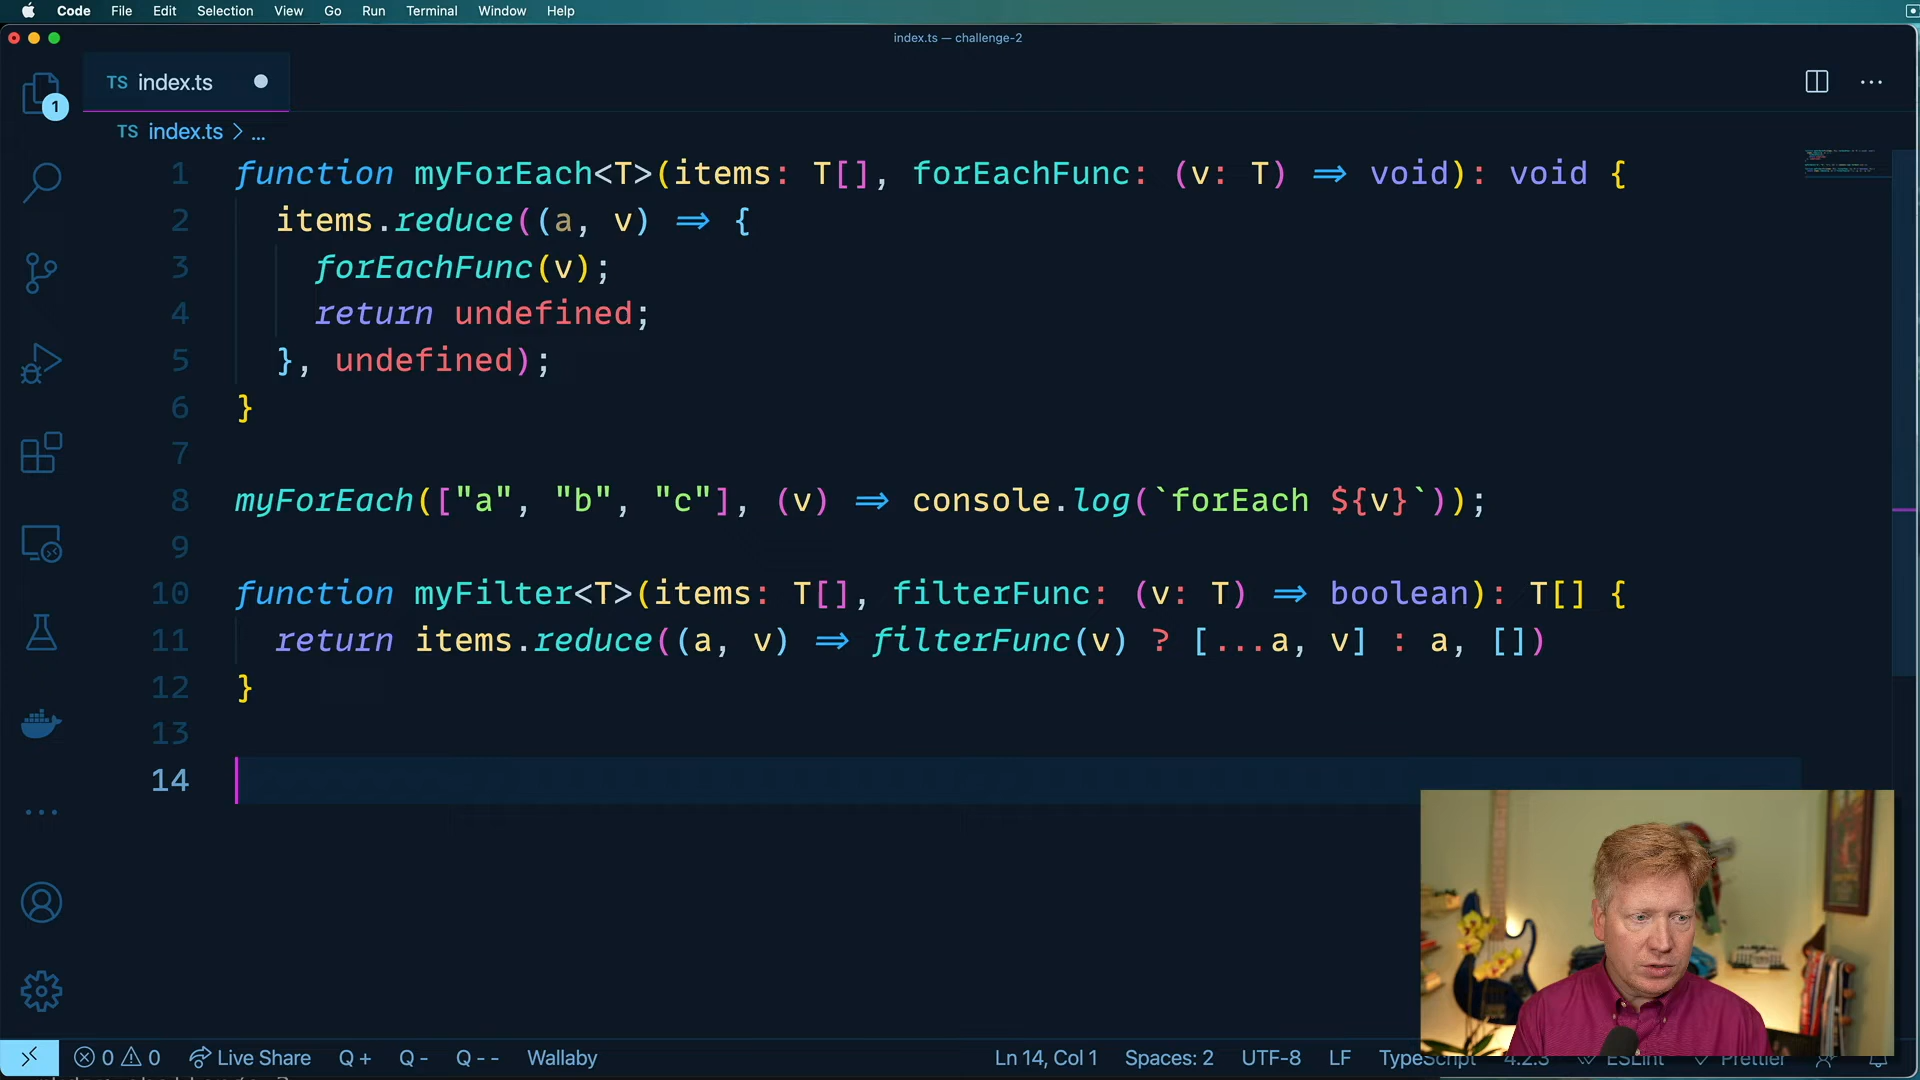 Code File Edit Selection View Go Run Terminal Window Help
index.ts — challenge-2
TS index.ts
1
TS index.ts > ...
1 function myForEach<T>(items: T[], forEachFunc: (v: T) => void): void {
2 items.reduce((a, v) => {
3 forEachFunc(v);
4 return undefined;
5 }, undefined);
6 }
7
8 myForEach(["a", "b", "c"], (v) => console.log(`forEach ${v}`));
9
10 function myFilter<T>(items: T[], filterFunc: (v: T) => boolean): T[] {
11 return items.reduce((a, v) => filterFunc(v) ? [...a, v] : a, [])
12 }
13
14
0 0 Live Share Q+ Q- Q-- Wallaby Ln 14, Col 1 Spaces: 2 UTF-8 LF TypeScript 4.2.3 ESLint Prettier